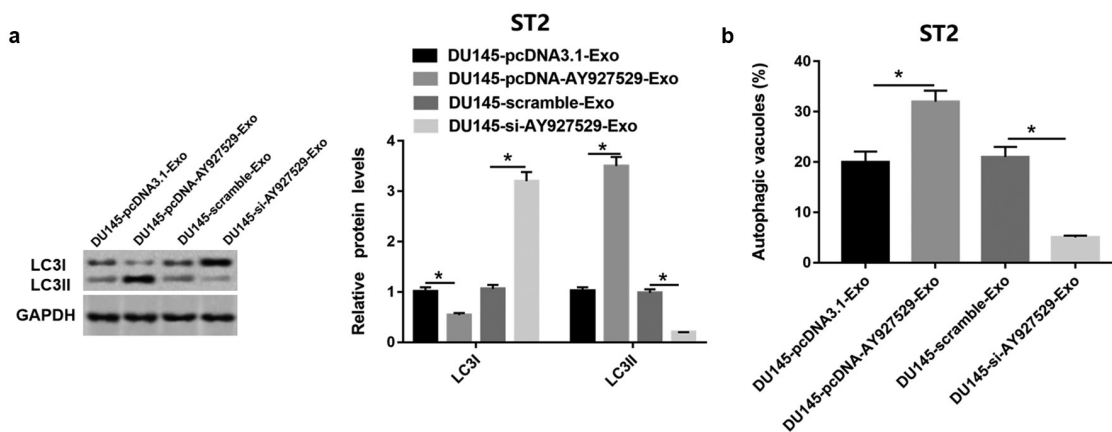 a
DU145-pcDNA3.1-Exo
DU145-pcDNA-AY927529-Exo
DU145-scramble-Exo
DU145-si-AY927529-Exo
LC3I
LC3II
GAPDH
ST2
DU145-pcDNA3.1-Exo
DU145-pcDNA-AY927529-Exo
DU145-scramble-Exo
DU145-si-AY927529-Exo
Relative protein levels
4
3
2
1
0
*
*
*
*
LC3I
LC3II
b
ST2
Autophagic vacuoles (%)
40
30
20
10
0
*
*
DU145-pcDNA3.1-Exo
DU145-pcDNA-AY927529-Exo
DU145-scramble-Exo
DU145-si-AY927529-Exo